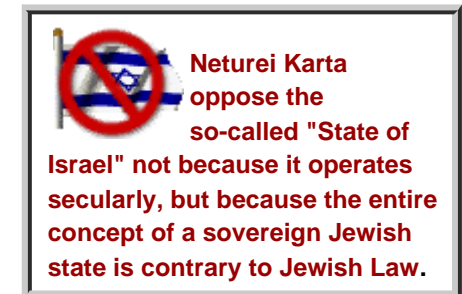 Neturei Karta
oppose the
so-called "State of
Israel" not because it operates
secularly, but because the entire
concept of a sovereign Jewish
state is contrary to Jewish Law.